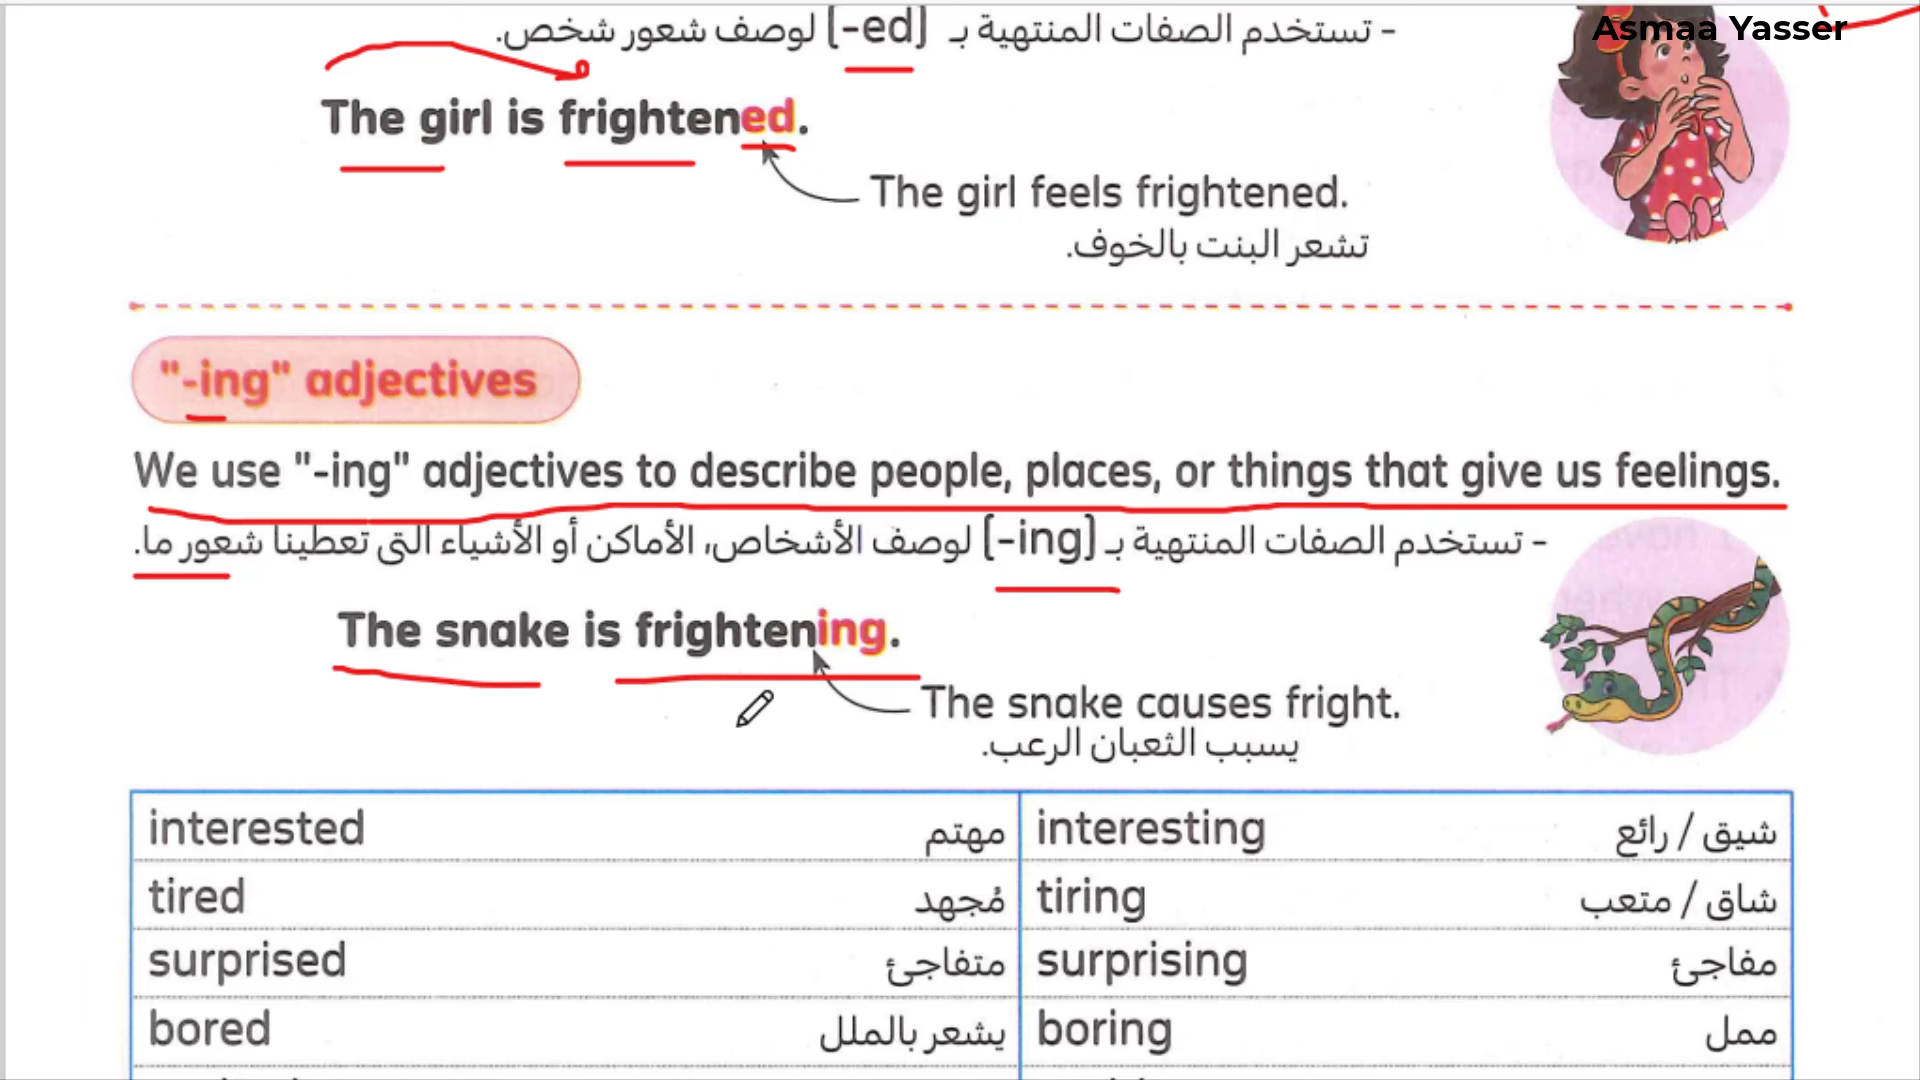 Asmaa Yasser
- تستخدم الصفات المنتهية بـ (-ed) لوصف شعور شخص.
The girl is frightened.
The girl feels frightened.
تشعر البنت بالخوف.
"-ing" adjectives
We use "-ing" adjectives to describe people, places, or things that give us feelings.
- تستخدم الصفات المنتهية بـ (-ing) لوصف الأشخاص، الأماكن أو الأشياء التى تعطينا شعور ما.
The snake is frightening.
The snake causes fright.
يسبب الثعبان الرعب.
interested مهتم interesting شيق / رائع
tired مُجهد tiring شاق / متعب
surprised متفاجئ surprising مفاجئ
bored يشعر بالملل boring ممل